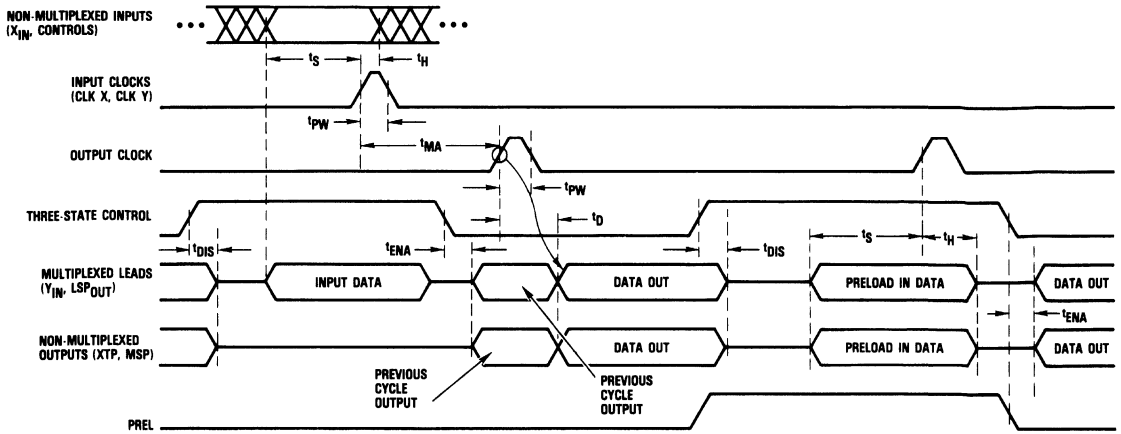 NON-MULTIPLEXED INPUTS
(XIN, CONTROLS)
tS
tH
INPUT CLOCKS
(CLK X, CLK Y)
tPW
tMA
OUTPUT CLOCK
tPW
THREE-STATE CONTROL
tD
tDIS
tENA
tDIS
tS
tH
MULTIPLEXED LEADS
(YIN, LSPOUT)
INPUT DATA
DATA OUT
PRELOAD IN DATA
DATA OUT
tENA
NON-MULTIPLEXED
OUTPUTS (XTP, MSP)
DATA OUT
PRELOAD IN DATA
DATA OUT
PREVIOUS
CYCLE
OUTPUT
PREVIOUS
CYCLE
OUTPUT
PREL